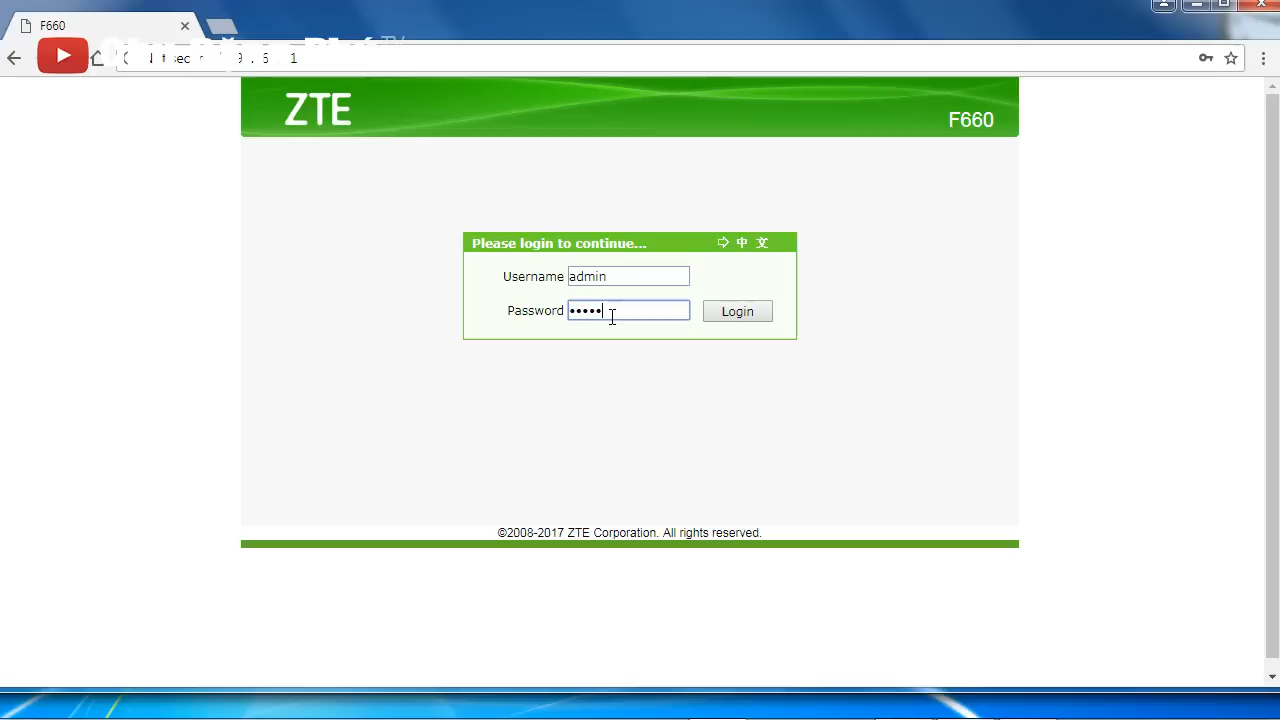 F660
ZTE
F660
Please login to continue... 中 文
Username admin
Password ••••• Login
©2008-2017 ZTE Corporation. All rights reserved.